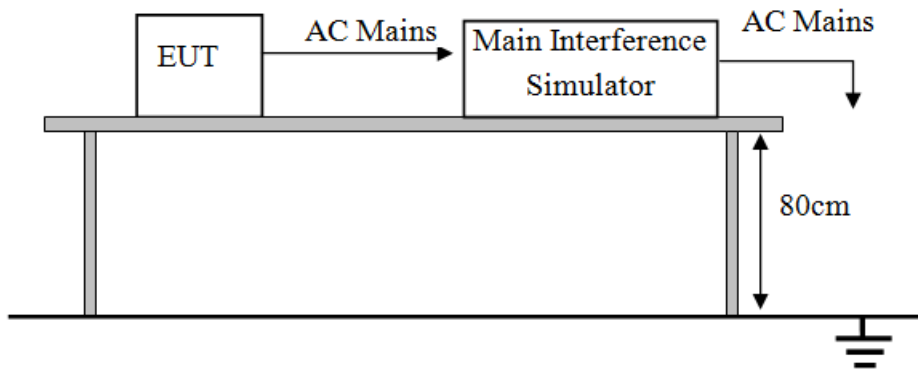 EUT
AC Mains
Main Interference
Simulator
AC Mains
80cm